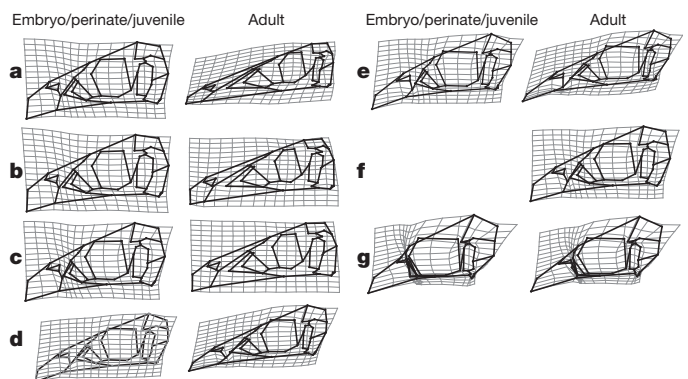 Embryo/perinate/juvenile Adult Embryo/perinate/juvenile Adult
a e
b f
c g
d